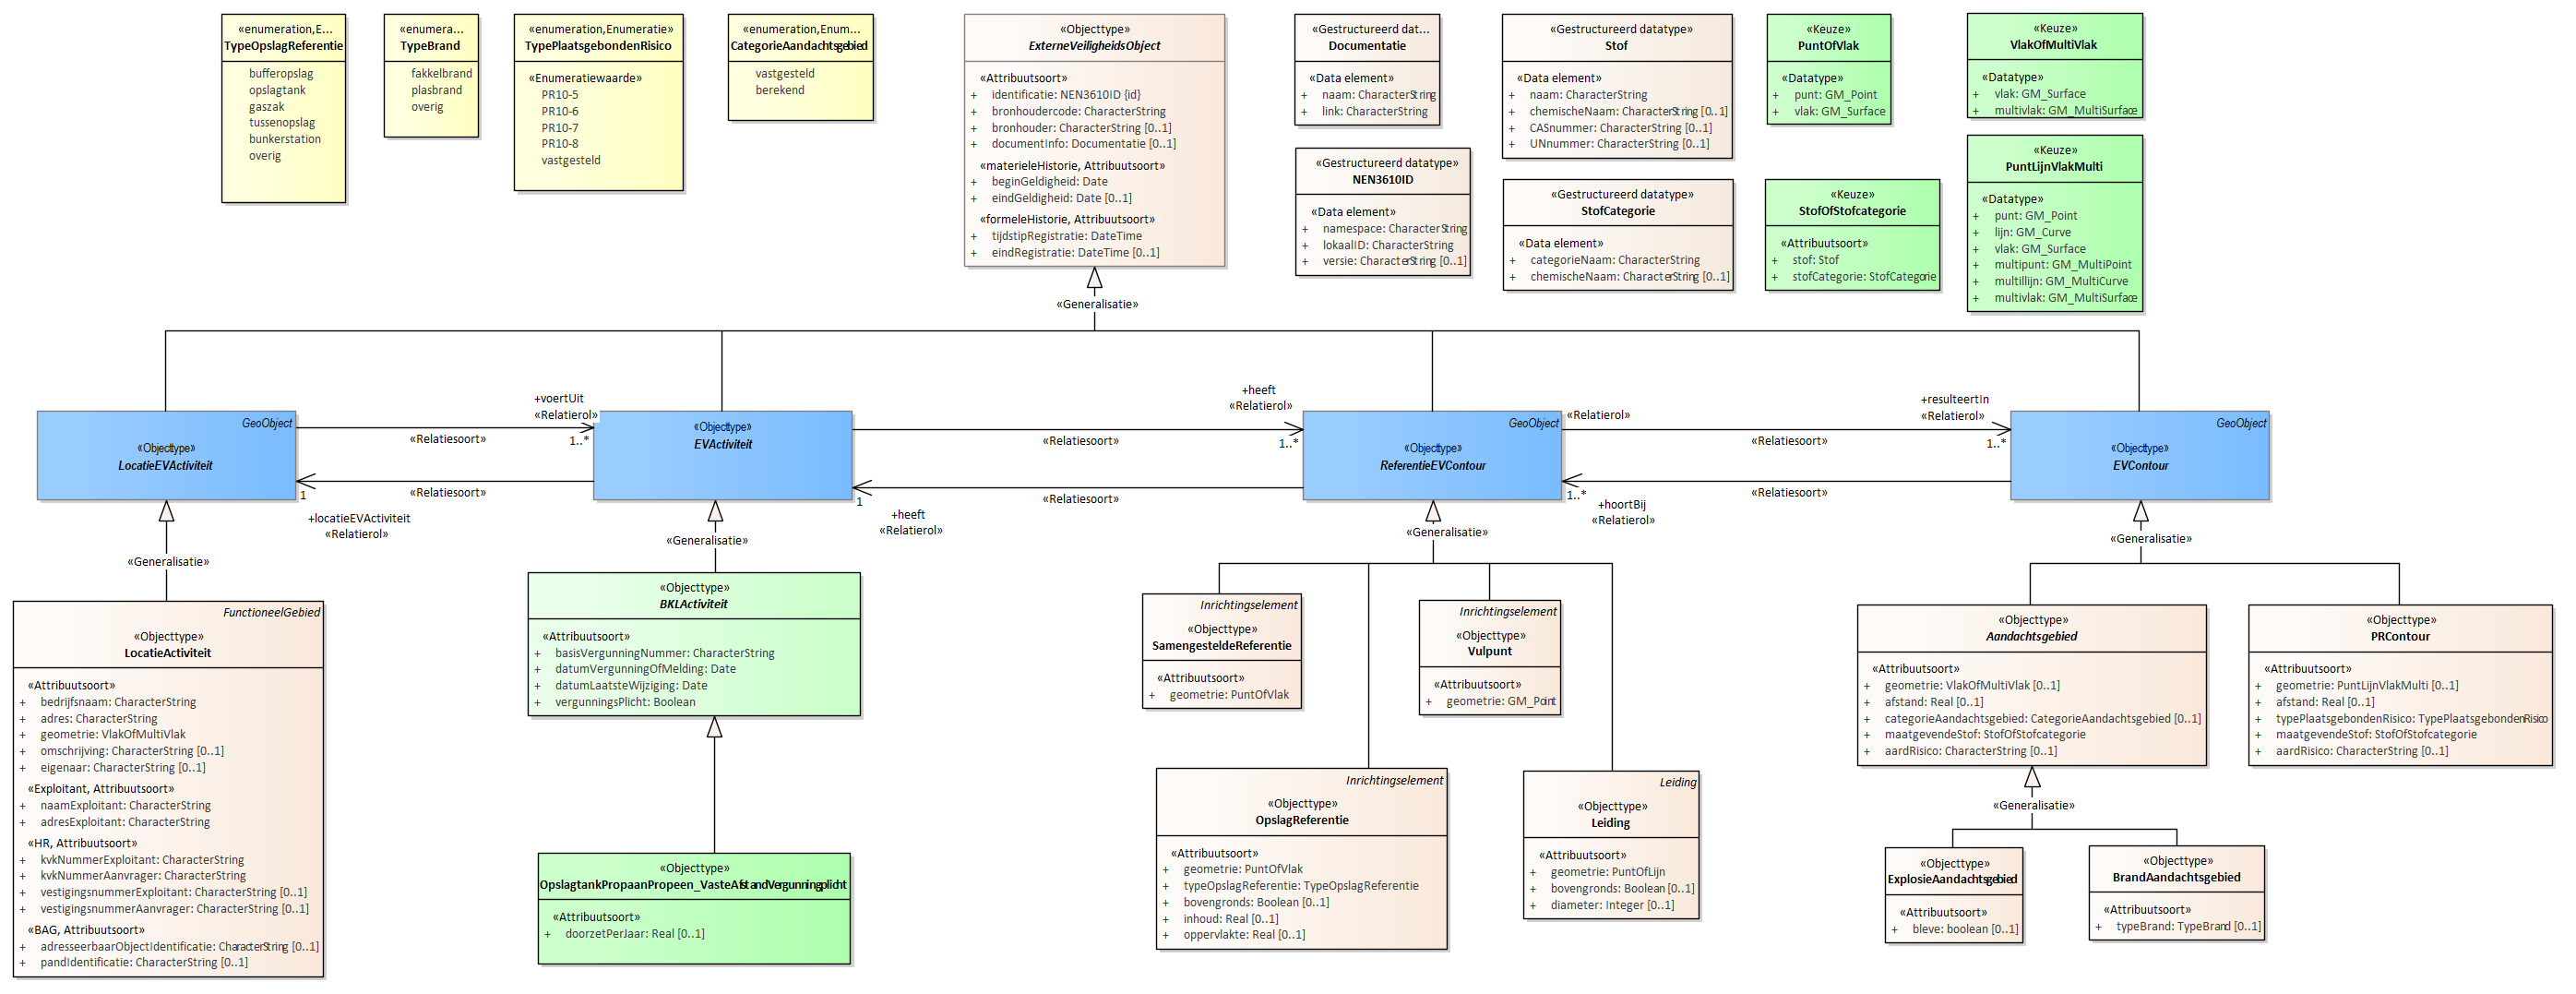 «enumeration,E...
TypeOpslagReferentie
bufferopslag
opslagtank
gaszak
tussenopslag
bunkerstation
overig
«enumera...
TypeBrand
fakkelbrand
plasbrand
overig
«enumeration,Enumeratie»
TypePlaatsgebondenRisico
«Enumeratiewaarde»
PR10-5
PR10-6
PR10-7
PR10-8
vastgesteld
«enumeration,Enum...
CategorieAandachtsgebied
vastgesteld
berekend
«Objecttype»
ExterneVeiligheidsObject
«Attribuutsoort»
+ identificatie: NEN3610ID {id}
+ bronhoudercode: CharacterString
+ bronhouder: CharacterString [0..1]
+ documentInfo: Documentatie [0..1]
«materieleHistorie, Attribuutsoort»
+ beginGeldigheid: Date
+ eindGeldigheid: Date [0..1]
«formeleHistorie, Attribuutsoort»
+ tijdstipRegistratie: DateTime
+ eindRegistratie: DateTime [0..1]
«Gestructureerd dat...
Documentatie
«Data element»
+ naam: CharacterString
+ link: CharacterString
«Gestructureerd datatype»
NEN3610ID
«Data element»
+ namespace: CharacterString
+ lokaalID: CharacterString
+ versie: CharacterString [0..1]
«Gestructureerd datatype»
Stof
«Data element»
+ naam: CharacterString
+ chemischeNaam: CharacterString [0..1]
+ CASnummer: CharacterString [0..1]
+ UNnummer: CharacterString [0..1]
«Gestructureerd datatype»
StofCategorie
«Data element»
+ categorieNaam: CharacterString
+ chemischeNaam: CharacterString [0..1]
«Keuze»
PuntOfVlak
«Datatype»
+ punt: GM_Point
+ vlak: GM_Surface
«Keuze»
StofOfStofcategorie
«Attribuutsoort»
+ stof: Stof
+ stofCategorie: StofCategorie
«Keuze»
VlakOfMultiVlak
«Datatype»
+ vlak: GM_Surface
+ multivlak: GM_MultiSurface
«Keuze»
PuntLijnVlakMulti
«Datatype»
+ punt: GM_Point
+ lijn: GM_Curve
+ vlak: GM_Surface
+ multipunt: GM_MultiPoint
+ multillijn: GM_MultiCurve
+ multivlak: GM_MultiSurface
«Generalisatie»
GeoObject
«Objecttype»
LocatieEVActiviteit
+voertUit
«Relatierol»
1..*
«Relatiesoort»
«Relatiesoort»
1
+locatieEVActiviteit
«Relatierol»
«Objecttype»
EVActiviteit
+heeft
«Relatierol»
1..*
«Relatiesoort»
«Relatiesoort»
1
+heeft
«Relatierol»
GeoObject
«Objecttype»
ReferentieEVContour
«Relatierol»
+resulteertIn
«Relatierol»
1..*
«Relatiesoort»
«Relatiesoort»
1..*
+hoortBij
«Relatierol»
GeoObject
«Objecttype»
EVContour
«Generalisatie»
«Generalisatie»
«Generalisatie»
«Generalisatie»
FunctioneelGebied
«Objecttype»
LocatieActiviteit
«Attribuutsoort»
+ bedrijfsnaam: CharacterString
+ adres: CharacterString
+ geometrie: VlakOfMultiVlak
+ omschrijving: CharacterString [0..1]
+ eigenaar: CharacterString [0..1]
«Exploitant, Attribuutsoort»
+ naamExploitant: CharacterString
+ adresExploitant: CharacterString
«HR, Attribuutsoort»
+ kvkNummerExploitant: CharacterString
+ kvkNummerAanvrager: CharacterString
+ vestigingsnummerExploitant: CharacterString [0..1]
+ vestigingsnummerAanvrager: CharacterString [0..1]
«BAG, Attribuutsoort»
+ adresseerbaarObjectIdentificatie: CharacterString [0..1]
+ pandIdentificatie: CharacterString [0..1]
«Objecttype»
BKLActiviteit
«Attribuutsoort»
+ basisVergunningNummer: CharacterString
+ datumVergunningOfMelding: Date
+ datumLaatsteWijziging: Date
+ vergunningsPlicht: Boolean
«Objecttype»
OpslagtankPropaanPropeen_VasteAfstandVergunningplicht
«Attribuutsoort»
+ doorzetPerJaar: Real [0..1]
Inrichtingselement
«Objecttype»
SamengesteldeReferentie
«Attribuutsoort»
+ geometrie: PuntOfVlak
Inrichtingselement
«Objecttype»
Vulpunt
«Attribuutsoort»
+ geometrie: GM_Point
Inrichtingselement
«Objecttype»
OpslagReferentie
«Attribuutsoort»
+ geometrie: PuntOfVlak
+ typeOpslagReferentie: TypeOpslagReferentie
+ bovengronds: Boolean [0..1]
+ inhoud: Real [0..1]
+ oppervlakte: Real [0..1]
Leiding
«Objecttype»
Leiding
«Attribuutsoort»
+ geometrie: PuntOfLijn
+ bovengronds: Boolean [0..1]
+ diameter: Integer [0..1]
«Objecttype»
Aandachtsgebied
«Attribuutsoort»
+ geometrie: VlakOfMultiVlak [0..1]
+ afstand: Real [0..1]
+ categorieAandachtsgebied: CategorieAandachtsgebied [0..1]
+ maatgevendeStof: StofOfStofcategorie
+ aardRisico: CharacterString [0..1]
«Objecttype»
PRContour
«Attribuutsoort»
+ geometrie: PuntLijnVlakMulti [0..1]
+ afstand: Real [0..1]
+ typePlaatsgebondenRisico: TypePlaatsgebondenRisico
+ maatgevendeStof: StofOfStofcategorie
+ aardRisico: CharacterString [0..1]
«Generalisatie»
«Objecttype»
ExplosieAandachtsgebied
«Attribuutsoort»
+ bleve: boolean [0..1]
«Objecttype»
BrandAandachtsgebied
«Attribuutsoort»
+ typeBrand: TypeBrand [0..1]